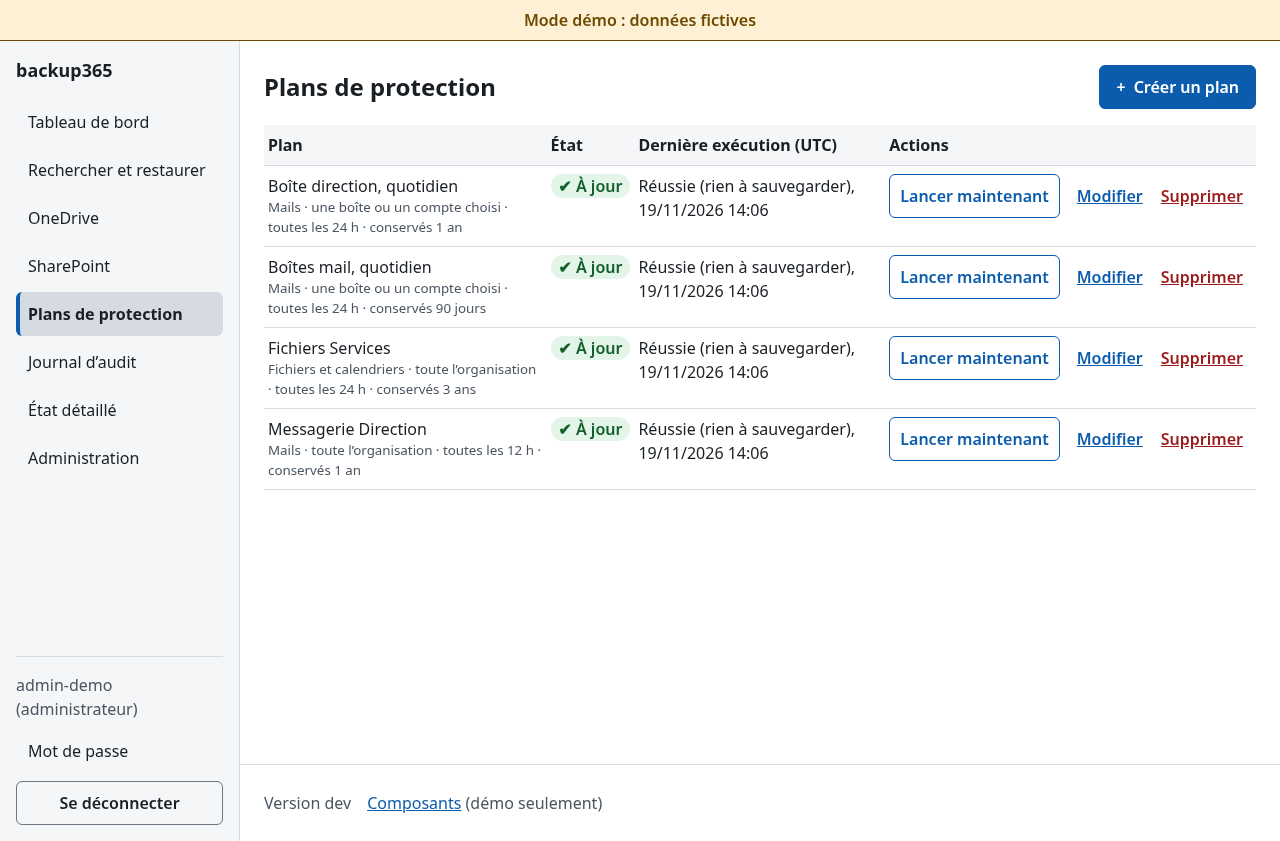 Mode démo : données fictives
backup365
Tableau de bord
Rechercher et restaurer
OneDrive
SharePoint
Plans de protection
Journal d’audit
État détaillé
Administration
admin-demo
(administrateur)
Mot de passe
Se déconnecter
Plans de protection
+ Créer un plan
Plan État Dernière exécution (UTC) Actions
Boîte direction, quotidien
Mails · une boîte ou un compte choisi ·
toutes les 24 h · conservés 1 an
✔ À jour
Réussie (rien à sauvegarder),
19/11/2026 14:06
Lancer maintenant Modifier Supprimer
Boîtes mail, quotidien
Mails · une boîte ou un compte choisi ·
toutes les 24 h · conservés 90 jours
✔ À jour
Réussie (rien à sauvegarder),
19/11/2026 14:06
Lancer maintenant Modifier Supprimer
Fichiers Services
Fichiers et calendriers · toute l’organisation
· toutes les 24 h · conservés 3 ans
✔ À jour
Réussie (rien à sauvegarder),
19/11/2026 14:06
Lancer maintenant Modifier Supprimer
Messagerie Direction
Mails · toute l’organisation · toutes les 12 h ·
conservés 1 an
✔ À jour
Réussie (rien à sauvegarder),
19/11/2026 14:06
Lancer maintenant Modifier Supprimer
Version dev Composants (démo seulement)